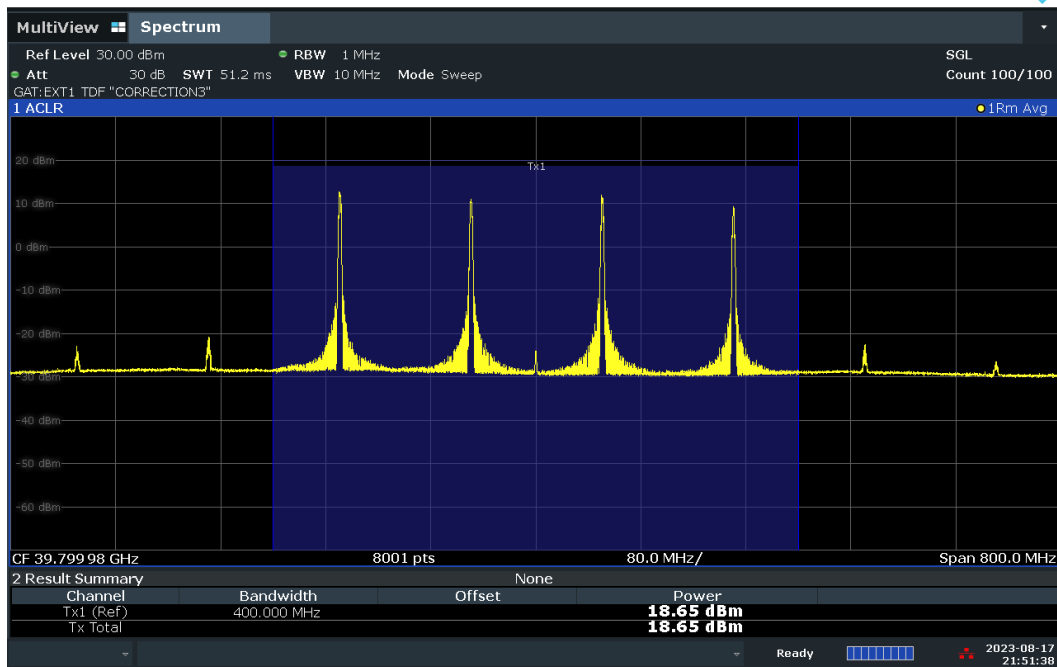 MultiView Spectrum
Ref Level 30.00 dBm RBW 1 MHz SGL
Att 30 dB SWT 51.2 ms VBW 10 MHz Mode Sweep Count 100/100
GAT:EXT1 TDF "CORRECTION3"
1 ACLR 1Rm Avg
20 dBm
Tx1
10 dBm
0 dBm
-10 dBm
-20 dBm
-30 dBm
-40 dBm
-50 dBm
-60 dBm
CF 39.79998 GHz 8001 pts 80.0 MHz/ Span 800.0 MHz
2 Result Summary None
Channel Bandwidth Offset Power
Tx1 (Ref) 400.000 MHz 18.65 dBm
Tx Total 18.65 dBm
Ready 2023-08-17
21:51:38